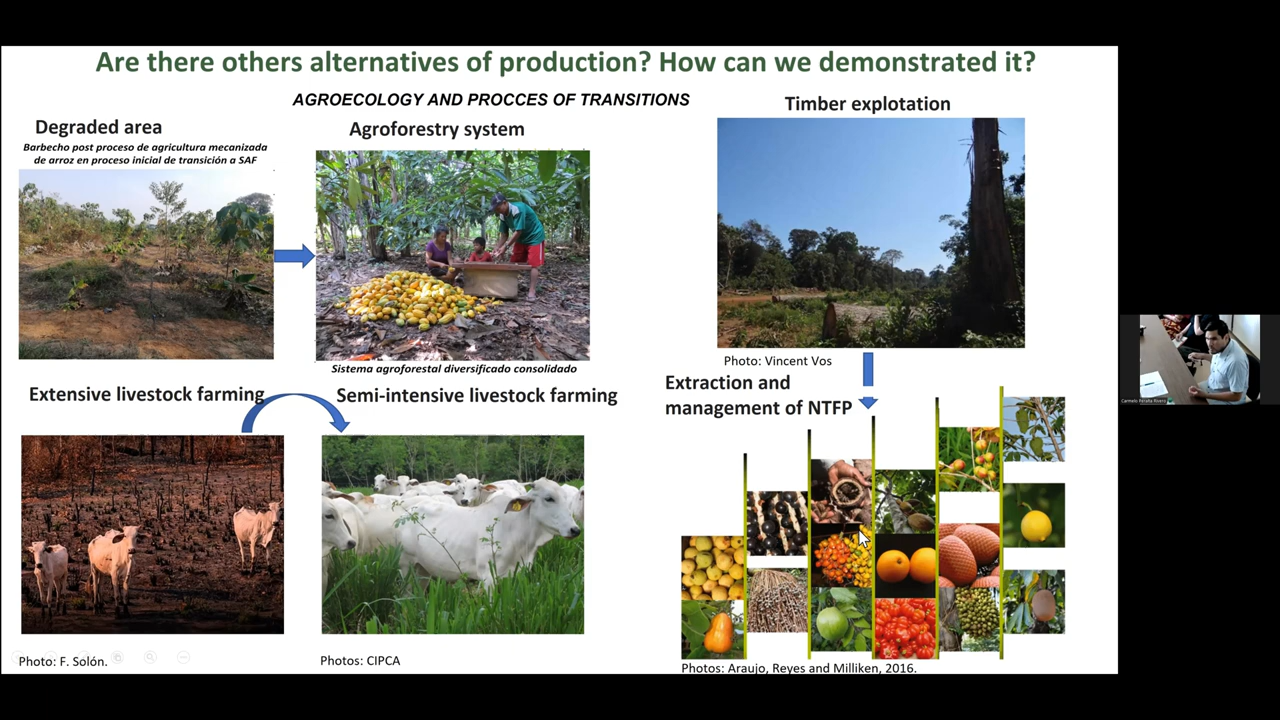 Are there others alternatives of production? How can we demonstrated it?
AGROECOLOGY AND PROCCES OF TRANSITIONS
Degraded area
Barbecho post proceso de agricultura mecanizada
de arroz en proceso inicial de transición a SAF
Agroforestry system
Sistema agroforestal diversificado consolidado
Extensive livestock farming
Photo: F. Solón.
Semi-intensive livestock farming
Photos: CIPCA
Timber explotation
Photo: Vincent Vos
Extraction and
management of NTFP
Photos: Araujo, Reyes and Milliken, 2016.
Carmelo Peralta Rivero